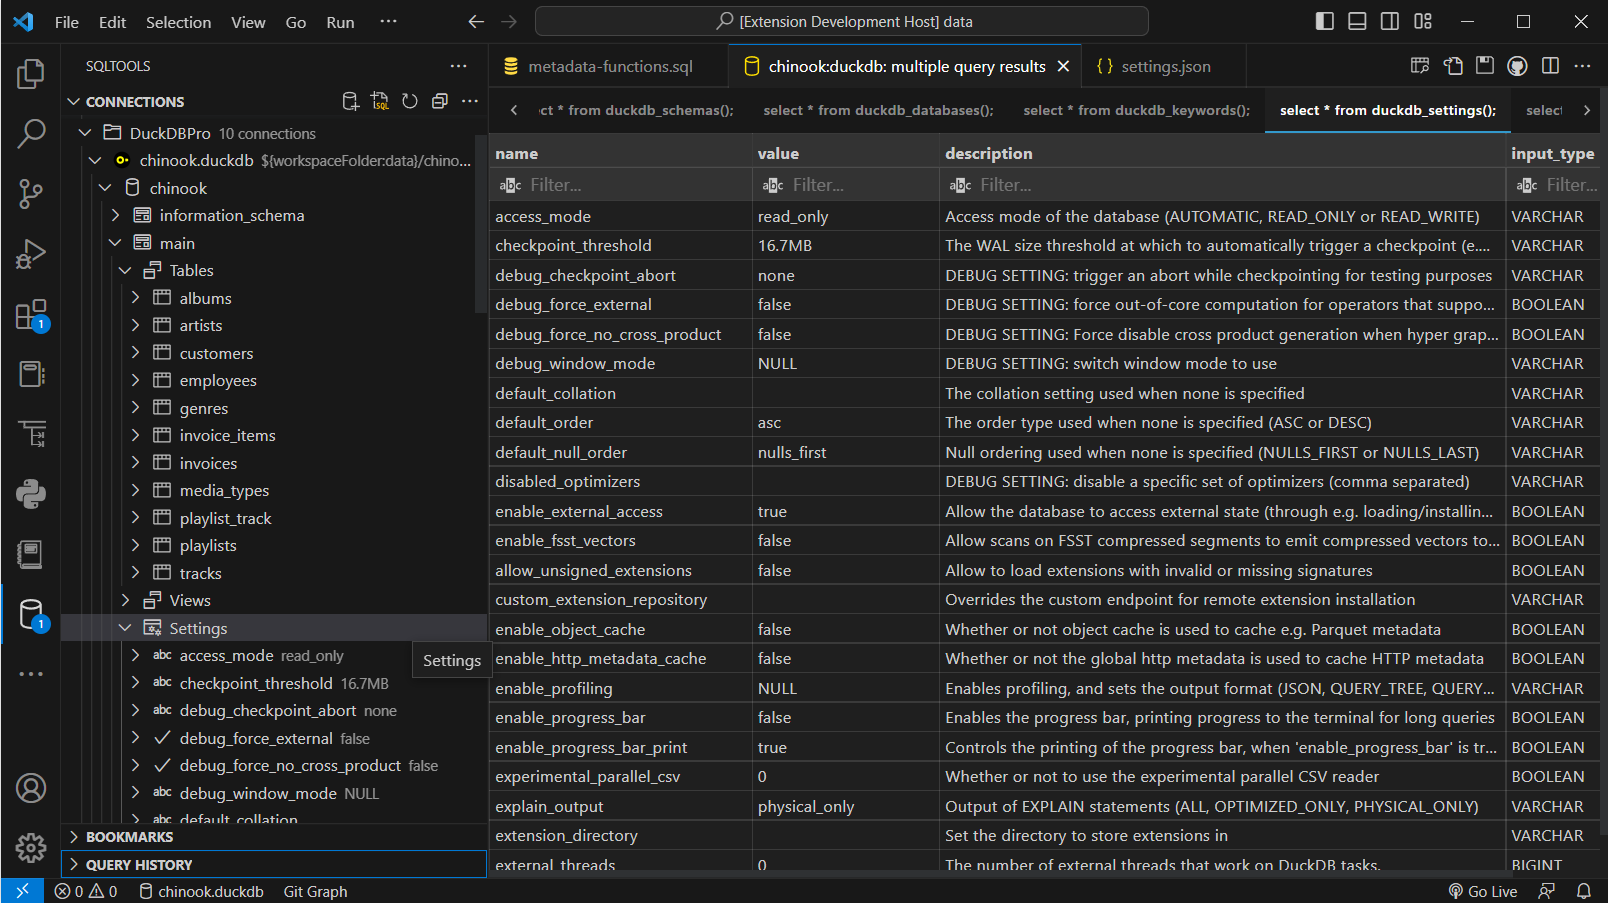 File Edit Selection View Go Run ···
[Extension Development Host] data
SQLTOOLS
CONNECTIONS
DuckDBPro 10 connections
chinook.duckdb ${workspaceFolder:data}/chino...
chinook
information_schema
main
Tables
albums
artists
customers
employees
genres
invoice_items
invoices
media_types
playlist_track
playlists
tracks
Views
Settings
access_mode read_only
checkpoint_threshold 16.7MB
debug_checkpoint_abort none
debug_force_external false
debug_force_no_cross_product false
debug_window_mode NULL
default_collation
Settings
BOOKMARKS
QUERY HISTORY
1
1
metadata-functions.sql
chinook:duckdb: multiple query results
settings.json
ct * from duckdb_schemas(); select * from duckdb_databases(); select * from duckdb_keywords(); select * from duckdb_settings(); select
name value description input_type
abc Filter... abc Filter... abc Filter... abc Filter...
access_mode read_only Access mode of the database (AUTOMATIC, READ_ONLY or READ_WRITE) VARCHAR
checkpoint_threshold 16.7MB The WAL size threshold at which to automatically trigger a checkpoint (e.... VARCHAR
debug_checkpoint_abort none DEBUG SETTING: trigger an abort while checkpointing for testing purposes VARCHAR
debug_force_external false DEBUG SETTING: force out-of-core computation for operators that suppo... BOOLEAN
debug_force_no_cross_product false DEBUG SETTING: Force disable cross product generation when hyper grap... BOOLEAN
debug_window_mode NULL DEBUG SETTING: switch window mode to use VARCHAR
default_collation The collation setting used when none is specified VARCHAR
default_order asc The order type used when none is specified (ASC or DESC) VARCHAR
default_null_order nulls_first Null ordering used when none is specified (NULLS_FIRST or NULLS_LAST) VARCHAR
disabled_optimizers DEBUG SETTING: disable a specific set of optimizers (comma separated) VARCHAR
enable_external_access true Allow the database to access external state (through e.g. loading/installin... BOOLEAN
enable_fsst_vectors false Allow scans on FSST compressed segments to emit compressed vectors to... BOOLEAN
allow_unsigned_extensions false Allow to load extensions with invalid or missing signatures BOOLEAN
custom_extension_repository Overrides the custom endpoint for remote extension installation VARCHAR
enable_object_cache false Whether or not object cache is used to cache e.g. Parquet metadata BOOLEAN
enable_http_metadata_cache false Whether or not the global http metadata is used to cache HTTP metadata BOOLEAN
enable_profiling NULL Enables profiling, and sets the output format (JSON, QUERY_TREE, QUERY... VARCHAR
enable_progress_bar false Enables the progress bar, printing progress to the terminal for long queries BOOLEAN
enable_progress_bar_print true Controls the printing of the progress bar, when 'enable_progress_bar' is tr... BOOLEAN
experimental_parallel_csv 0 Whether or not to use the experimental parallel CSV reader BOOLEAN
explain_output physical_only Output of EXPLAIN statements (ALL, OPTIMIZED_ONLY, PHYSICAL_ONLY) VARCHAR
extension_directory Set the directory to store extensions in VARCHAR
external_threads 0 The number of external threads that work on DuckDB tasks. BIGINT
0 0 chinook.duckdb Git Graph Go Live